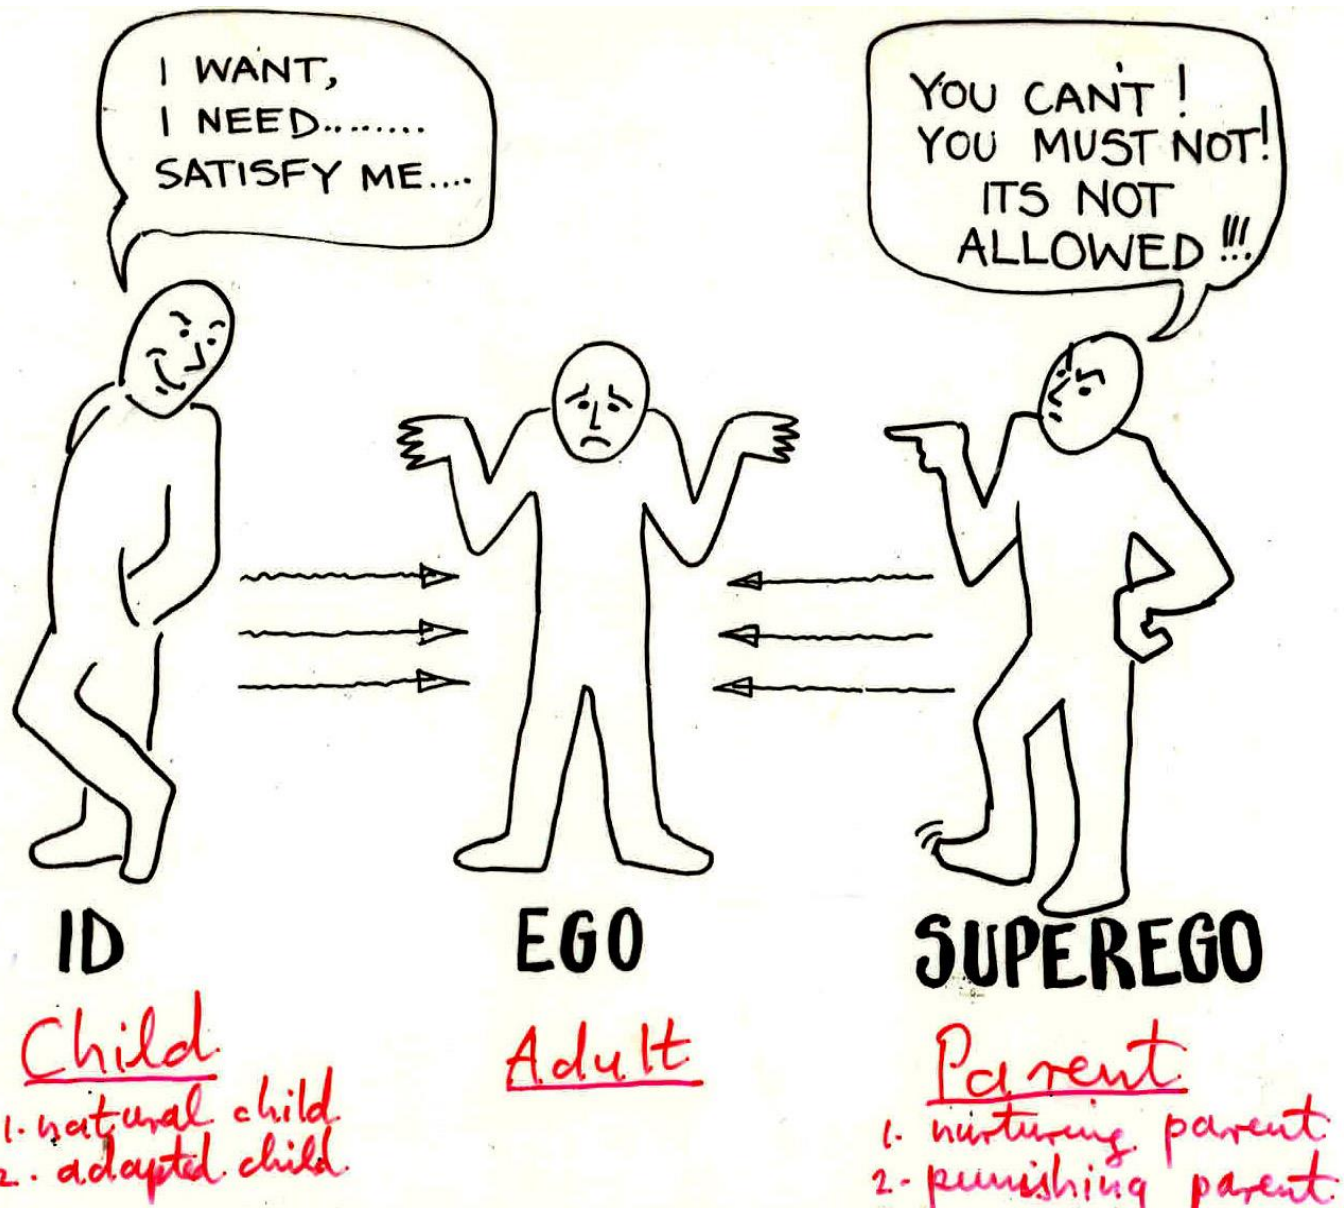 I WANT,
I NEED........
SATISFY ME....
YOU CAN'T!
YOU MUST NOT!
ITS NOT
ALLOWED!!!
ID
EGO
SUPEREGO
Child
1. natural child
2. adapted child
Adult
Parent
1. nurturing parent
2. punishing parent